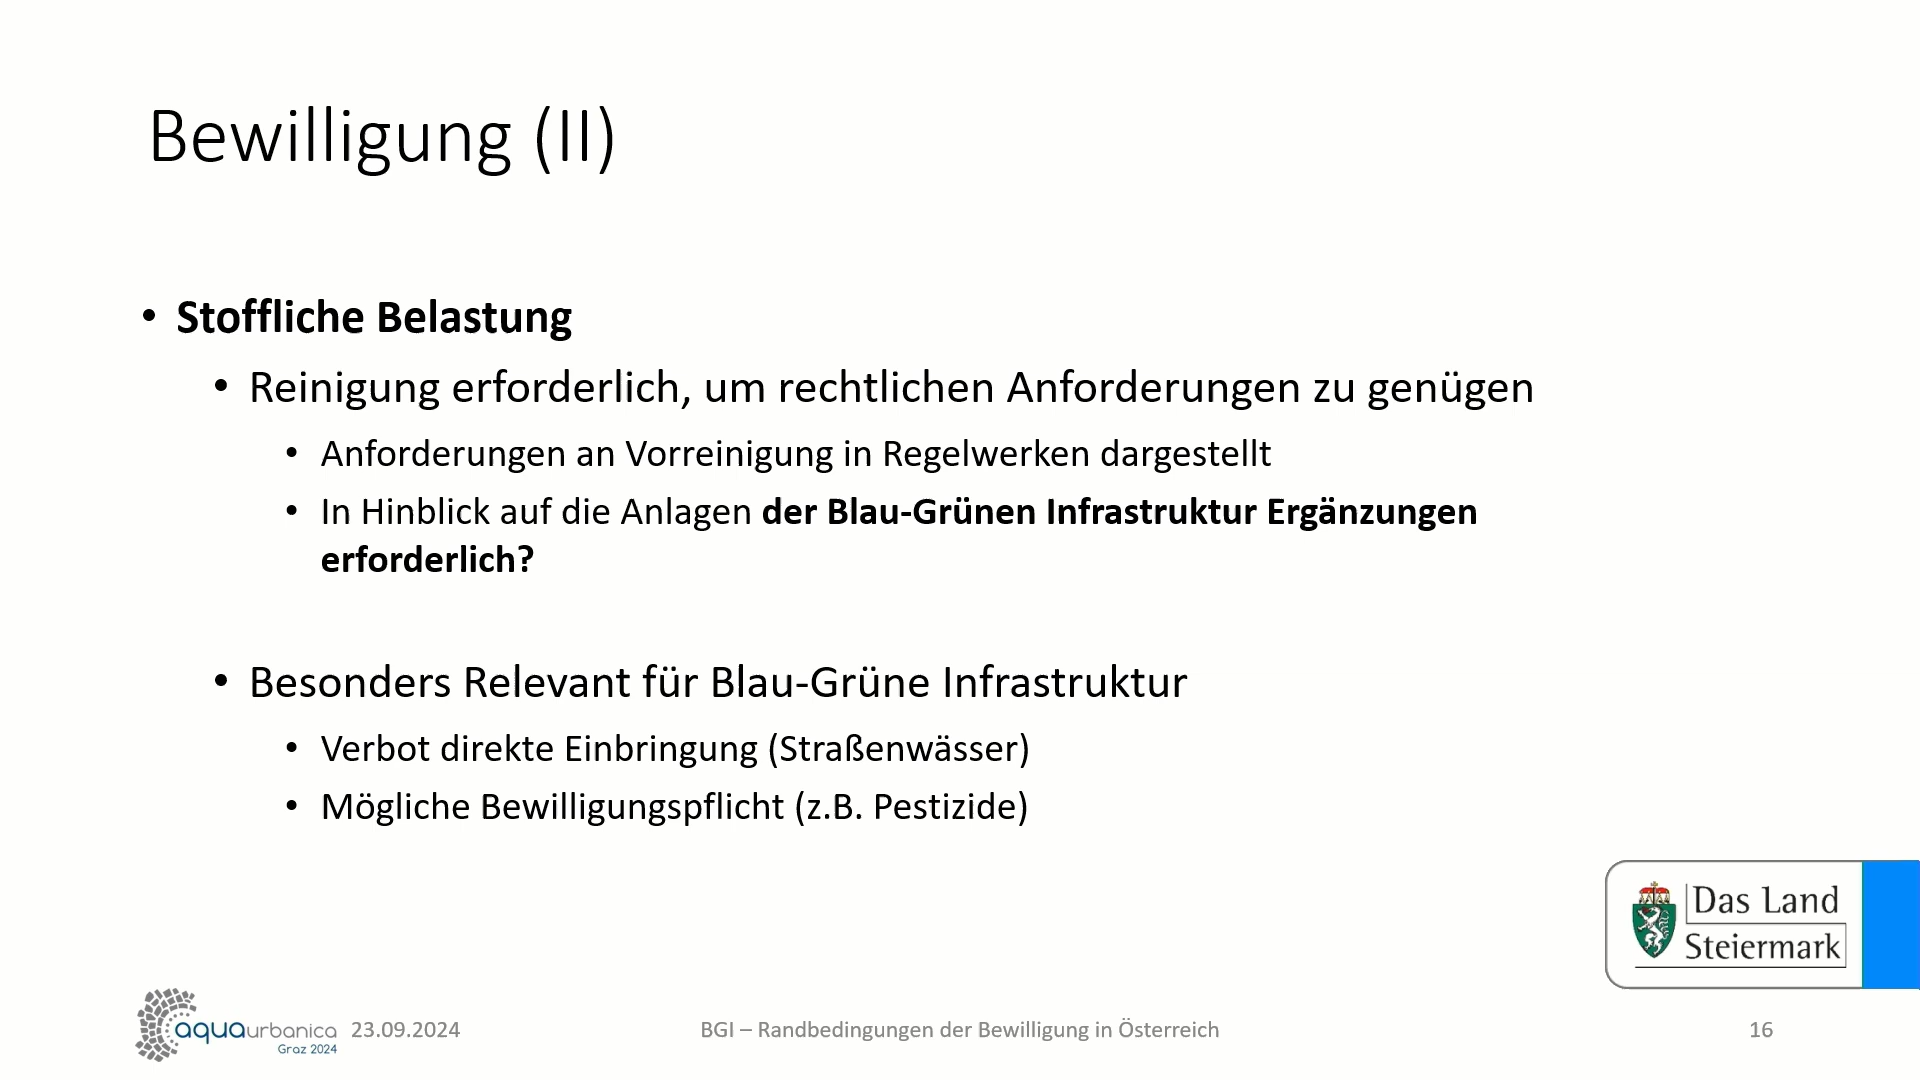 Bewilligung (II)
• Stoffliche Belastung
• Reinigung erforderlich, um rechtlichen Anforderungen zu genügen
• Anforderungen an Vorreinigung in Regelwerken dargestellt
• In Hinblick auf die Anlagen der Blau-Grünen Infrastruktur Ergänzungen
erforderlich?
• Besonders Relevant für Blau-Grüne Infrastruktur
• Verbot direkte Einbringung (Straßenwässer)
• Mögliche Bewilligungspflicht (z.B. Pestizide)
Das Land
Steiermark
aquaurbanica
Graz 2024
23.09.2024
BGI – Randbedingungen der Bewilligung in Österreich
16